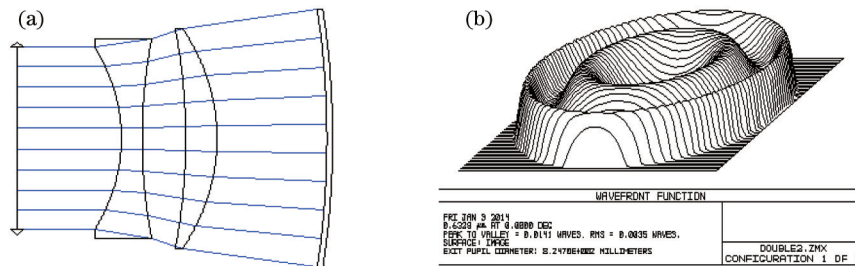 (a)
(b)
WAVEFRONT FUNCTION
FRI JAN 3 2014
0.6328 µm AT 0.0000 DEG
PEAK TO VALLEY = 0.0141 WAVES. RMS = 0.0035 WAVES.
SURFACE: IMAGE
EXIT PUPIL DIAMETER: 8.2470E+002 MILLIMETERS
DOUBLE2.ZMX
CONFIGURATION 1 OF